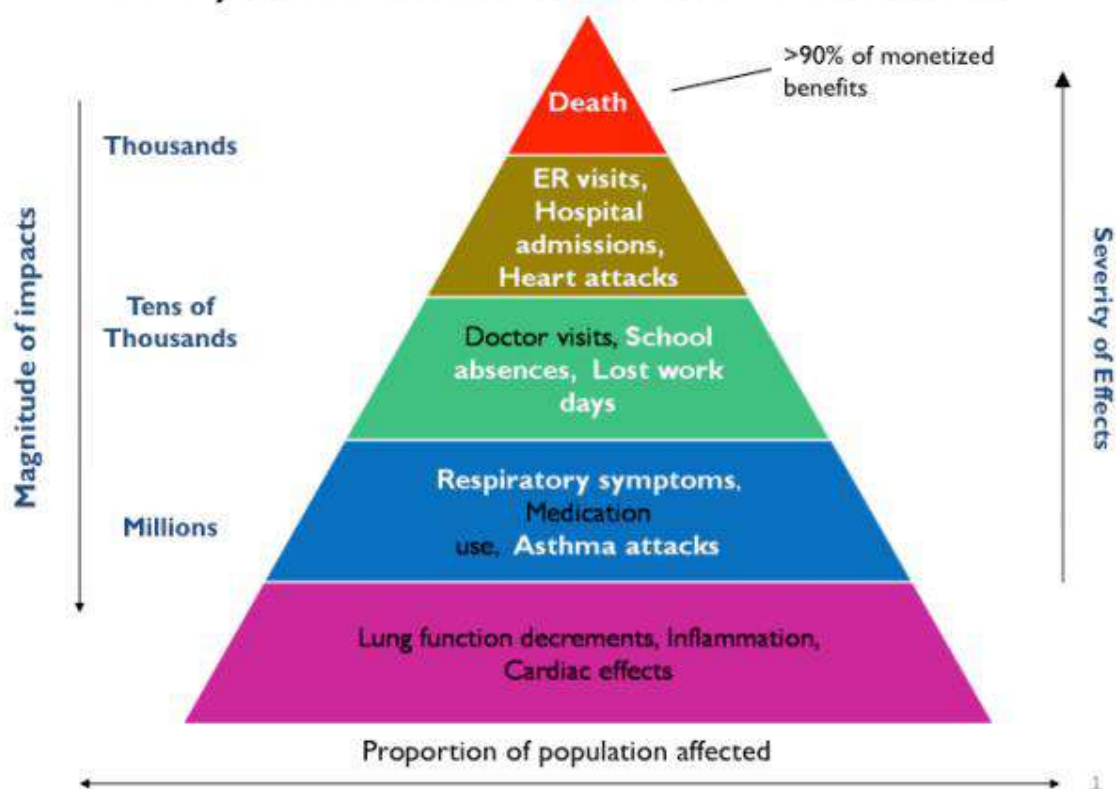 >90% of monetized
benefits
Death
Thousands
ER visits,
Hospital
admissions,
Heart attacks
Tens of
Thousands
Doctor visits, School
absences, Lost work
days
Magnitude of impacts
Severity of Effects
Millions
Respiratory symptoms,
Medication
use, Asthma attacks
Lung function decrements, Inflammation,
Cardiac effects
Proportion of population affected
1